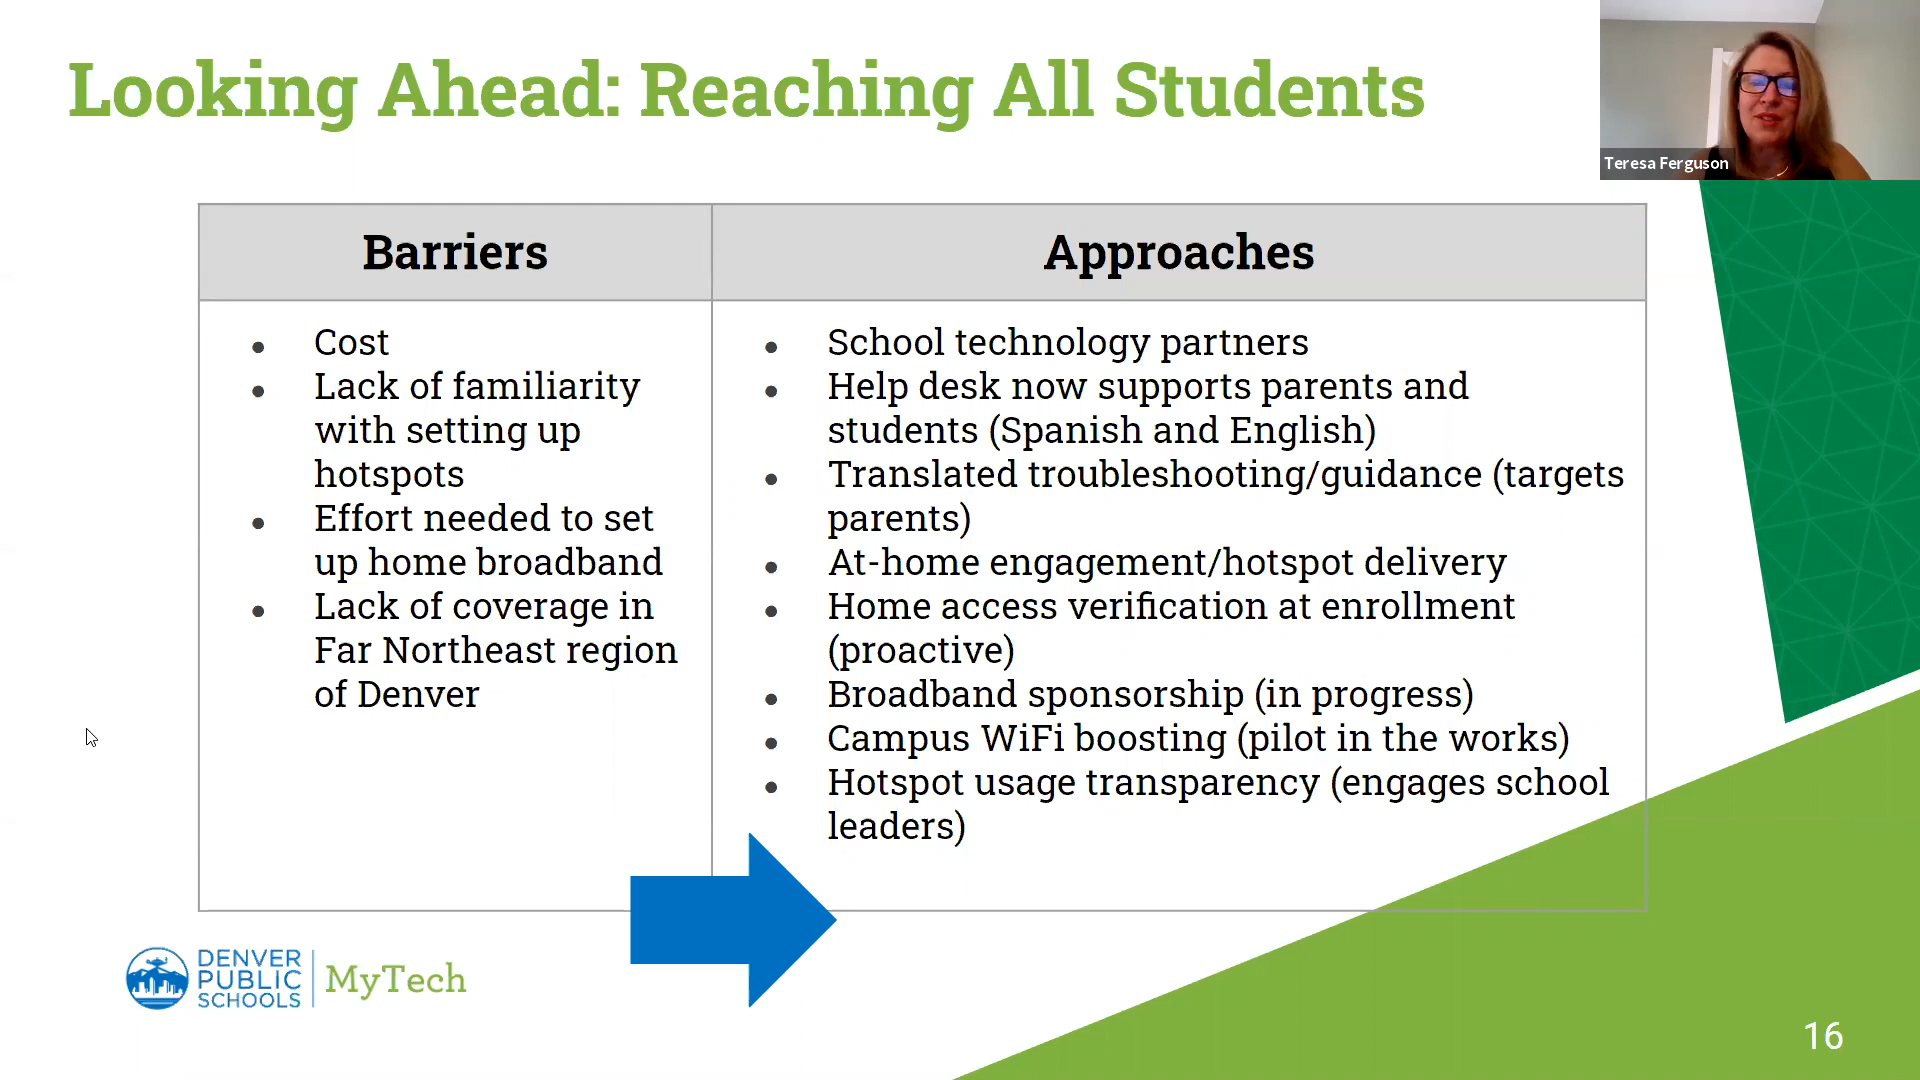 Looking Ahead: Reaching All Students
Teresa Ferguson
Barriers
Approaches
Cost
Lack of familiarity
with setting up
hotspots
Effort needed to set
up home broadband
Lack of coverage in
Far Northeast region
of Denver
School technology partners
Help desk now supports parents and
students (Spanish and English)
Translated troubleshooting/guidance (targets
parents)
At-home engagement/hotspot delivery
Home access verification at enrollment
(proactive)
Broadband sponsorship (in progress)
Campus WiFi boosting (pilot in the works)
Hotspot usage transparency (engages school
leaders)
DENVER
PUBLIC
SCHOOLS
MyTech
16